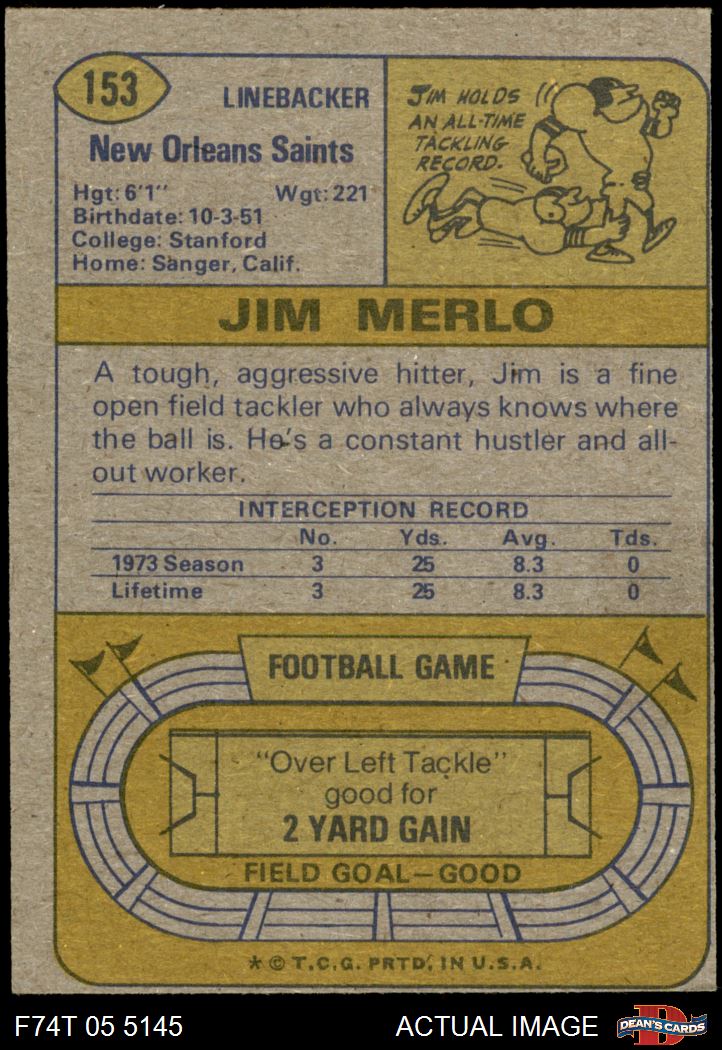 153
LINEBACKER
New Orleans Saints
Hgt: 6'1" Wgt: 221
Birthdate: 10-3-51
College: Stanford
Home: Sanger, Calif.
JIM HOLDS
AN ALL-TIME
TACKLING
RECORD.
JIM MERLO
A tough, aggressive hitter, Jim is a fine
open field tackler who always knows where
the ball is. He's a constant hustler and all-
out worker.
INTERCEPTION RECORD
No. Yds. Avg. Tds.
1973 Season 3 25 8.3 0
Lifetime 3 25 8.3 0
FOOTBALL GAME
"Over Left Tackle"
good for
2 YARD GAIN
FIELD GOAL—GOOD
* © T.C.G. PRTD. IN U.S.A.
F74T 05 5145 ACTUAL IMAGE
D
DEAN'S CARDS